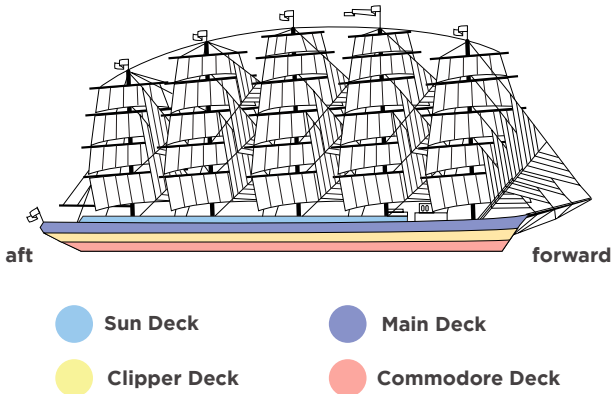 aft
forward
Sun Deck
Main Deck
Clipper Deck
Commodore Deck